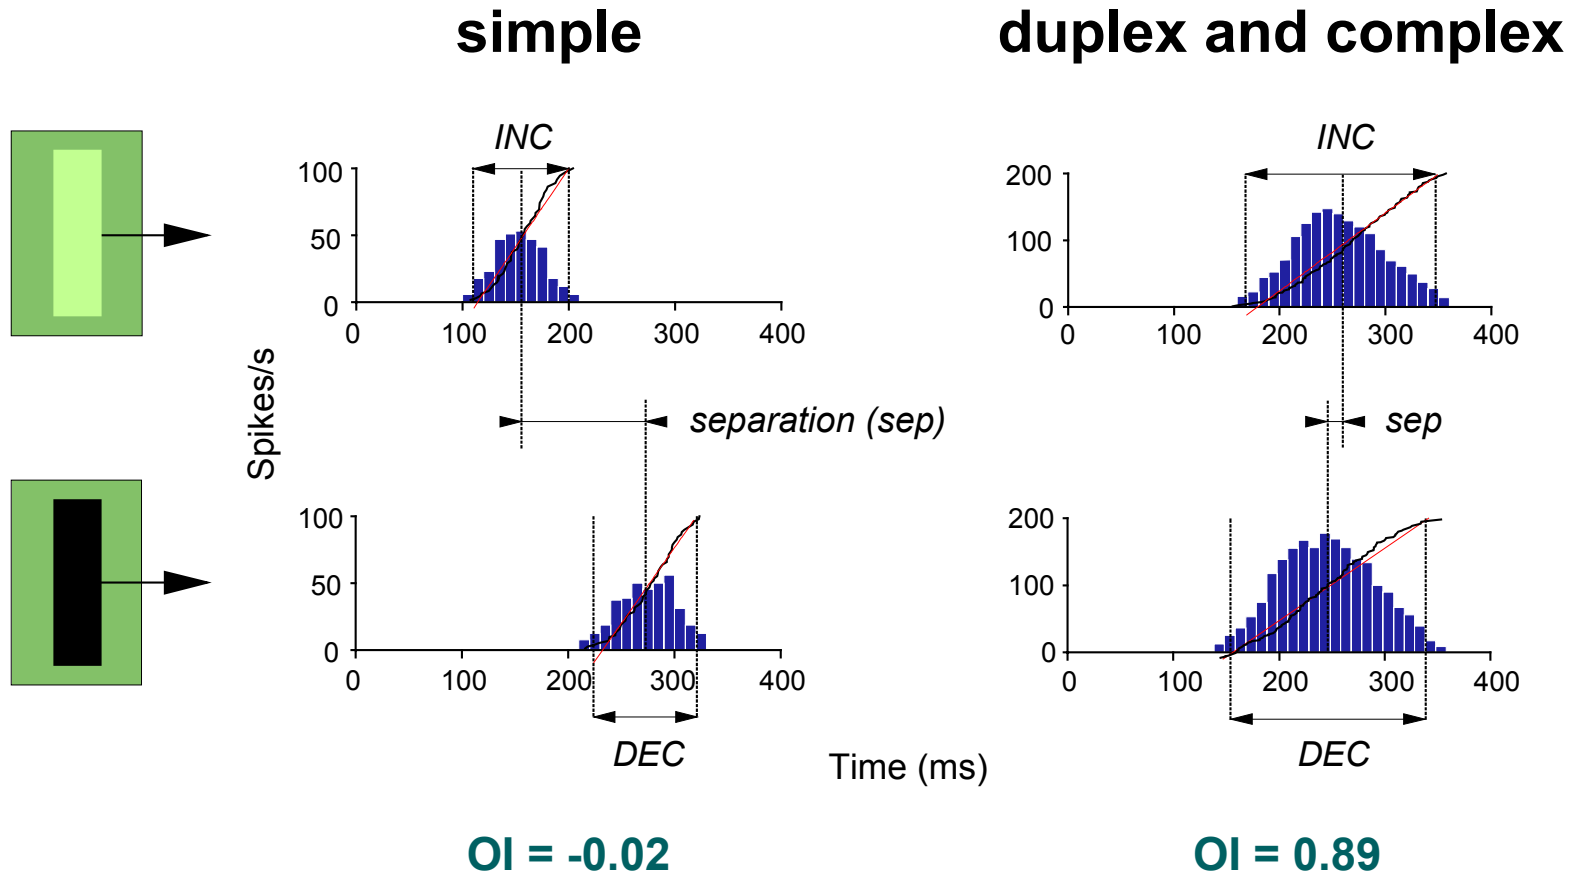 simple
duplex and complex
INC
100
50
0
0 100 200 300 400
INC
200
100
0
0 100 200 300 400
Spikes/s
separation (sep)
sep
100
50
0
0 100 200 300 400
DEC
200
100
0
0 100 200 300 400
DEC
Time (ms)
OI = -0.02
OI = 0.89